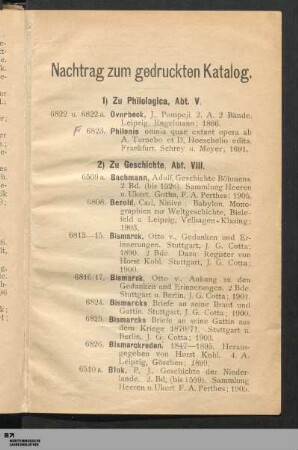 Nachtrag zum gedruckten Katalog.
1) Zu Philologica, Abt. V.
6822 u. 6822a. Overbeck, J. Pompeji 2. A. 2 Bände.
Leipzig, Engelmann; 1866.
F 6823. Philonis omnia quae extant opera ab
A. Turnebo et D. Hoeschelio edita.
Frankfurt. Schrey u. Meyer; 1691.
2) Zu Geschichte, Abt. VIII.
6509a. Bachmann, Adolf, Geschichte Böhmens
2. Bd. (bis 1526). Sammlung Heeren
u. Ukert. Gotha, F. A. Perthes; 1905.
6808. Bezold, Carl, Ninive Babylon. Mono-
graphien zur Weltgeschichte, Biele-
feld u. Leipzig, Velhagen-Klasing;
1903.
6813—15. Bismarck, Otto v., Gedanken und Er-
innerungen. Stuttgart, J. G. Cotta;
1890. 2 Bde. Dazu Register von
Horst Kohl. Stuttgart. J. G. Cotta;
1900.
6816/17. Bismarck, Otto v. Anhang zu den
Gedanken und Erinnerungen. 2 Bde.
Stuttgart u. Berlin, J. G. Cotta; 1901.
6824. Bismarcks Briefe an seine Braut und
Gattin. Stuttgart, J. G. Cotta; 1900.
6825. Bismarcks Briefe an seine Gattin aus
dem Kriege 1870/71. Stuttgart u.
Berlin, J. G. Cotta; 1903.
6826. Bismarckreden. 1847—1895. Heraus-
gegeben von Horst Kohl. 4. A.
Leipzig, Göschen; 1899.
6510a. Blok, P. J., Geschichte der Nieder-
lande. 2. Bd. (bis 1559). Sammlung
Heeren u. Ukert F. A. Perthes; 1905.